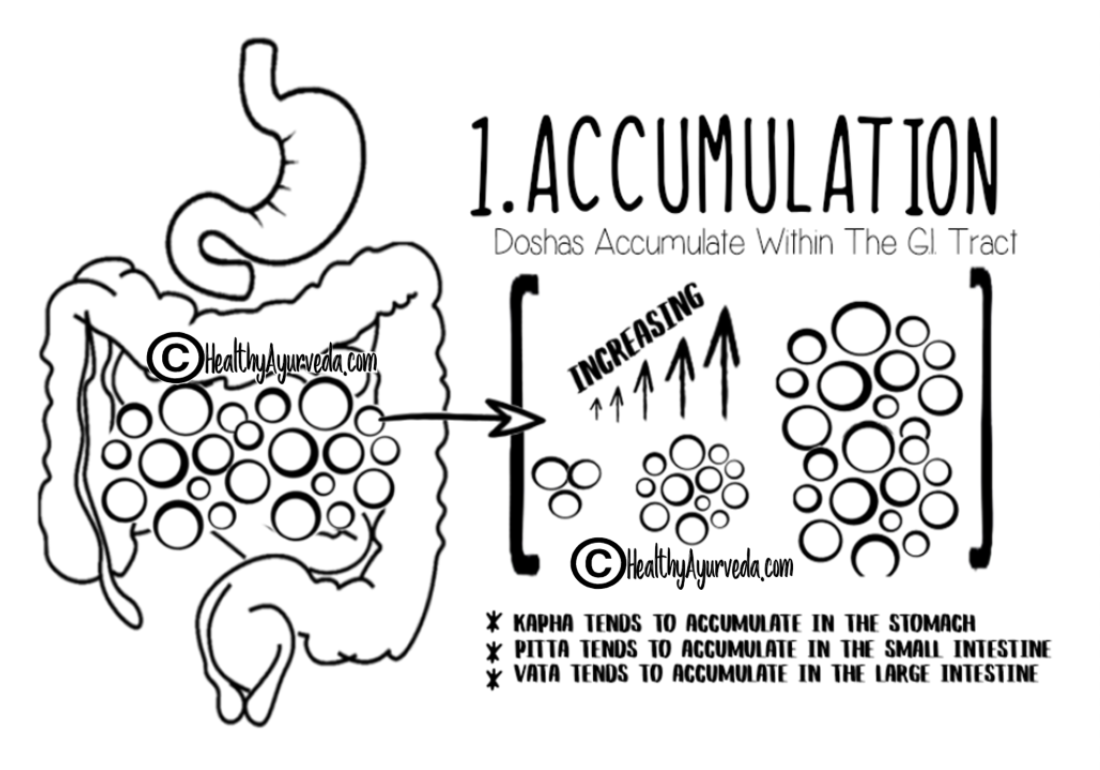 1. ACCUMULATION
Doshas Accumulate Within The G.I. Tract
INCREASING
© HealthyAyurveda.com
© HealthyAyurveda.com
* KAPHA TENDS TO ACCUMULATE IN THE STOMACH
* PITTA TENDS TO ACCUMULATE IN THE SMALL INTESTINE
* VATA TENDS TO ACCUMULATE IN THE LARGE INTESTINE